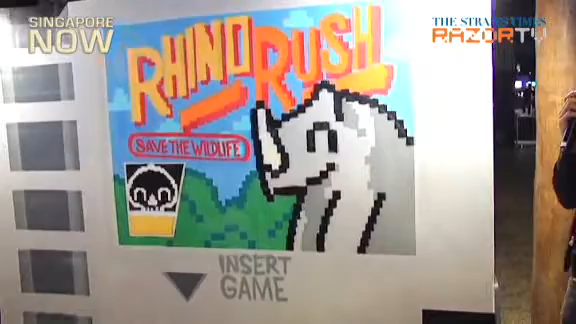 SINGAPORE
NOW
THE STRAITS TIMES
RAZORTV
RHINO RUSH
SAVE THE WILDLIFE
INSERT
GAME